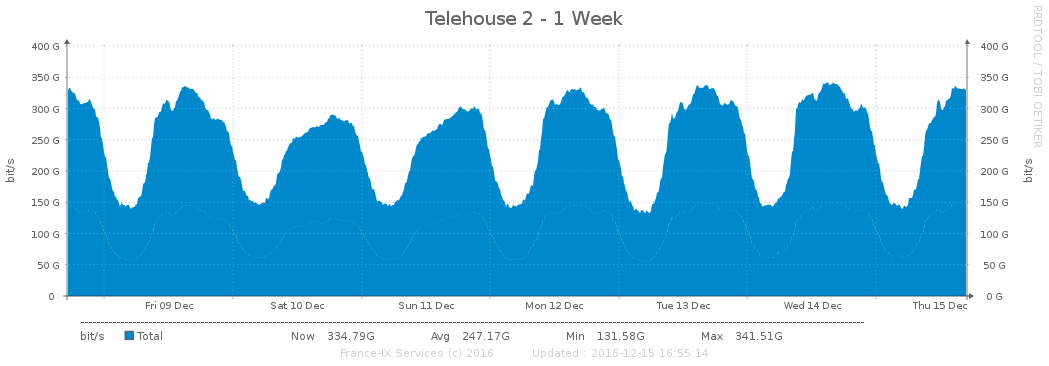 Telehouse 2 - 1 Week
RRDTOOL / TOBI OETIKER
400 G 400 G
350 G 350 G
300 G 300 G
250 G 250 G
200 G 200 G
150 G 150 G
100 G 100 G
50 G 50 G
0 0 G
bit/s bit/s
Fri 09 Dec Sat 10 Dec Sun 11 Dec Mon 12 Dec Tue 13 Dec Wed 14 Dec Thu 15 Dec
bit/s Total Now 334.79G Avg 247.17G Min 131.58G Max 341.51G
France-IX Services (c) 2016 Updated : 2016-12-15 16:55:14